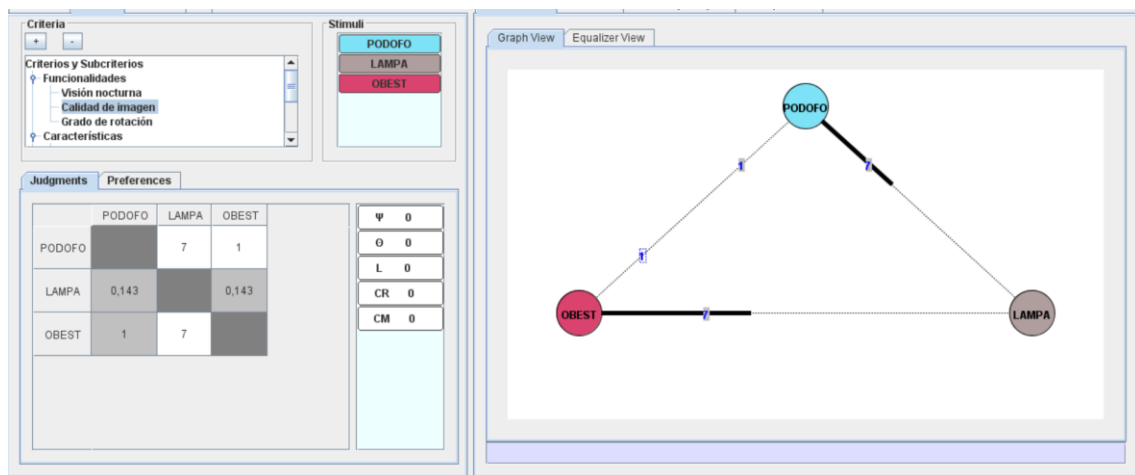 Criteria
+ -
Criterios y Subcriterios
Funcionalidades
Visión nocturna
Calidad de imagen
Grado de rotación
Características
Stimuli
PODOFO
LAMPA
OBEST
Judgments Preferences
PODOFO LAMPA OBEST
PODOFO 7 1
LAMPA 0,143 0,143
OBEST 1 7
Ψ 0
Θ 0
L 0
CR 0
CM 0
Graph View Equalizer View
PODOFO
1 7
1
OBEST 7 LAMPA